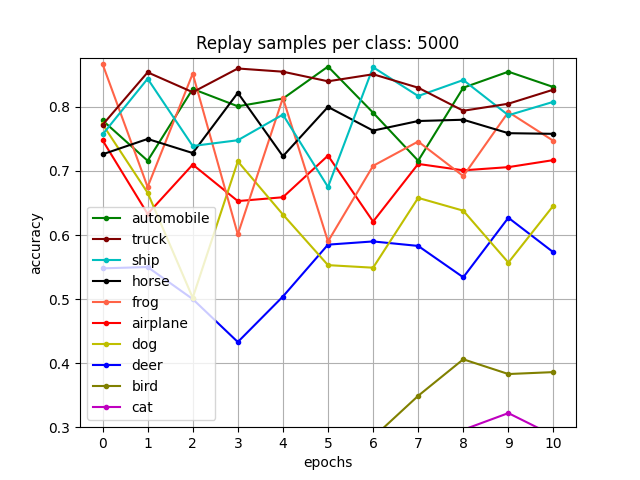 Replay samples per class: 5000
accuracy
0.8
0.7
0.6
0.5
0.4
0.3
automobile
truck
ship
horse
frog
airplane
dog
deer
bird
cat
0 1 2 3 4 5 6 7 8 9 10
epochs